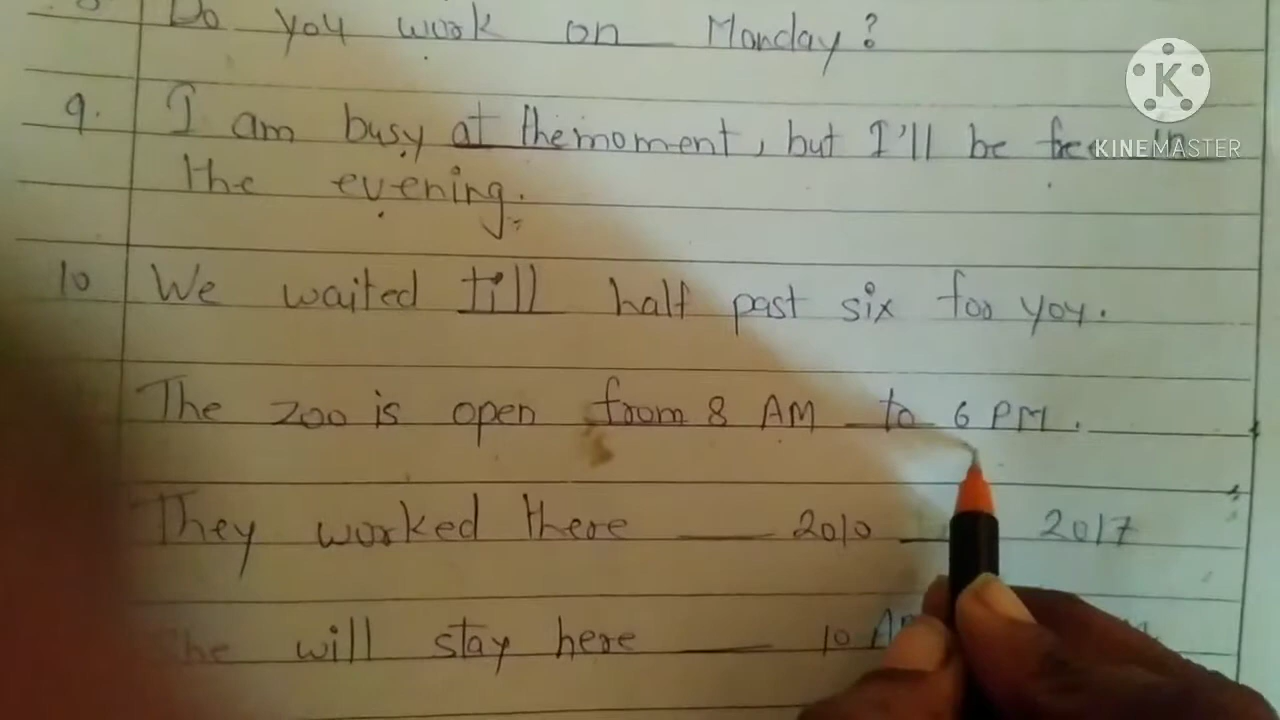 Do you work on Monday?
9. I am busy at the moment, but I'll be free in
the evening.
10 We waited till half past six for you.
The zoo is open from 8 AM to 6 PM.
They worked there ___ 2010 ___ 2017
She will stay here ___ 10 AM
K
KINEMASTER